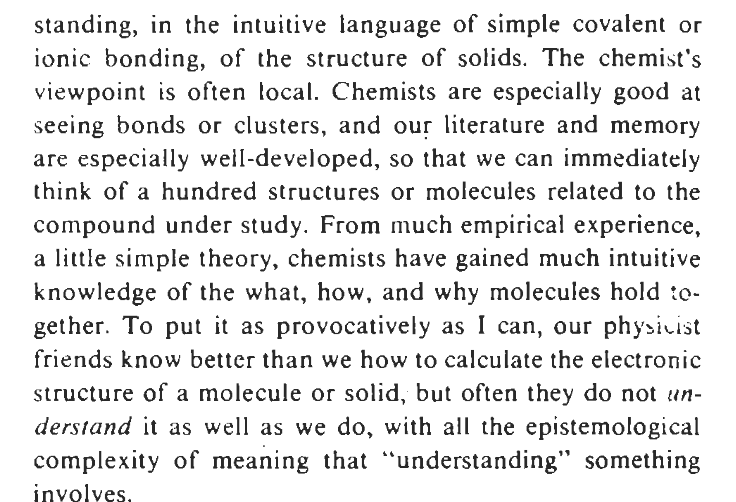 standing, in the intuitive language of simple covalent or
ionic bonding, of the structure of solids. The chemist's
viewpoint is often local. Chemists are especially good at
seeing bonds or clusters, and our literature and memory
are especially well-developed, so that we can immediately
think of a hundred structures or molecules related to the
compound under study. From much empirical experience,
a little simple theory, chemists have gained much intuitive
knowledge of the what, how, and why molecules hold to-
gether. To put it as provocatively as I can, our physicist
friends know better than we how to calculate the electronic
structure of a molecule or solid, but often they do not un-
derstand it as well as we do, with all the epistemological
complexity of meaning that "understanding" something
involves.